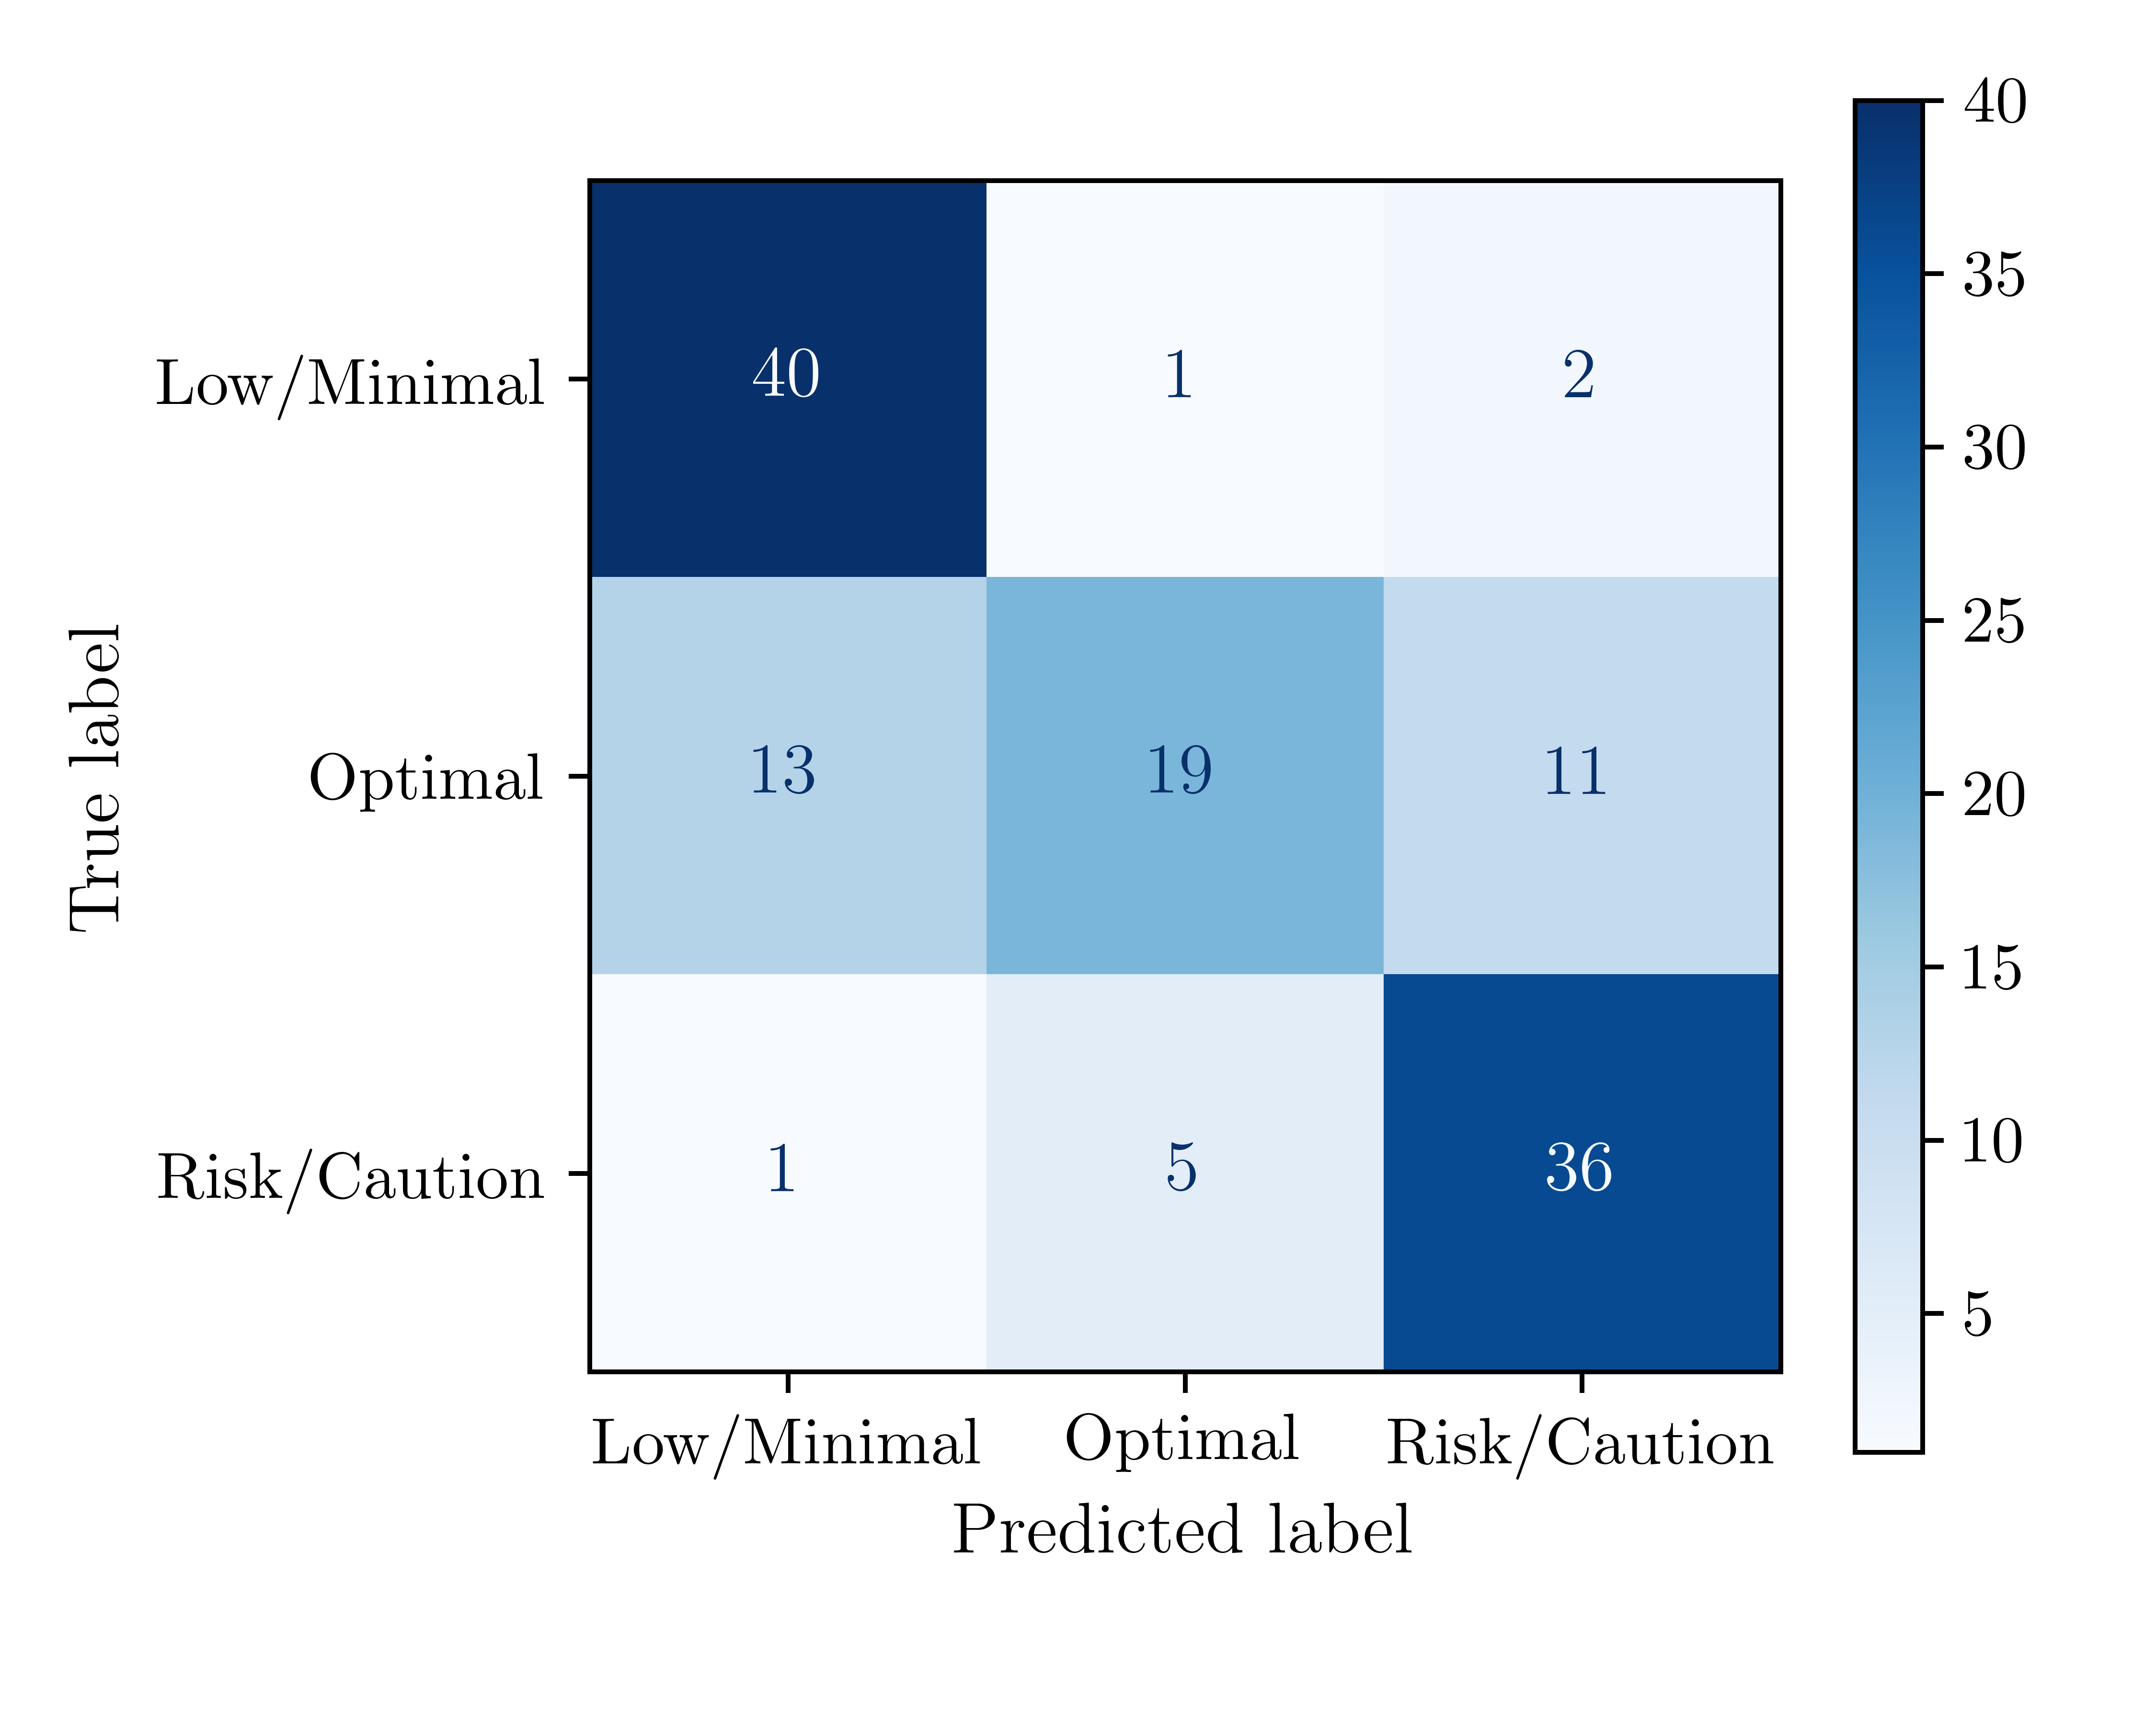 True label
Low/Minimal
40 1 2
Optimal
13 19 11
Risk/Caution
1 5 36
Low/Minimal Optimal Risk/Caution
Predicted label
40
35
30
25
20
15
10
5